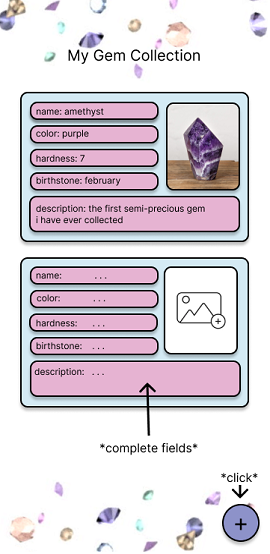 My Gem Collection
name: amethyst
color: purple
hardness: 7
birthstone: february
description: the first semi-precious gem
i have ever collected
name: ...
color: ...
hardness: ...
birthstone: ...
description: ...
*complete fields*
*click*
+